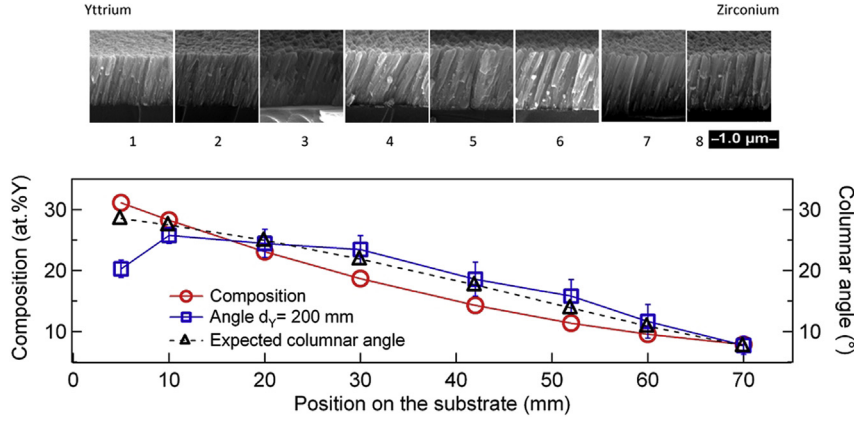 Yttrium Zirconium
1 2 3 4 5 6 7 8 –1.0 µm–
Composition (at.%Y)
30
20
10
Composition
Angle dY= 200 mm
Expected columnar angle
30
20
10
Columnar angle (°)
0 10 20 30 40 50 60 70
Position on the substrate (mm)